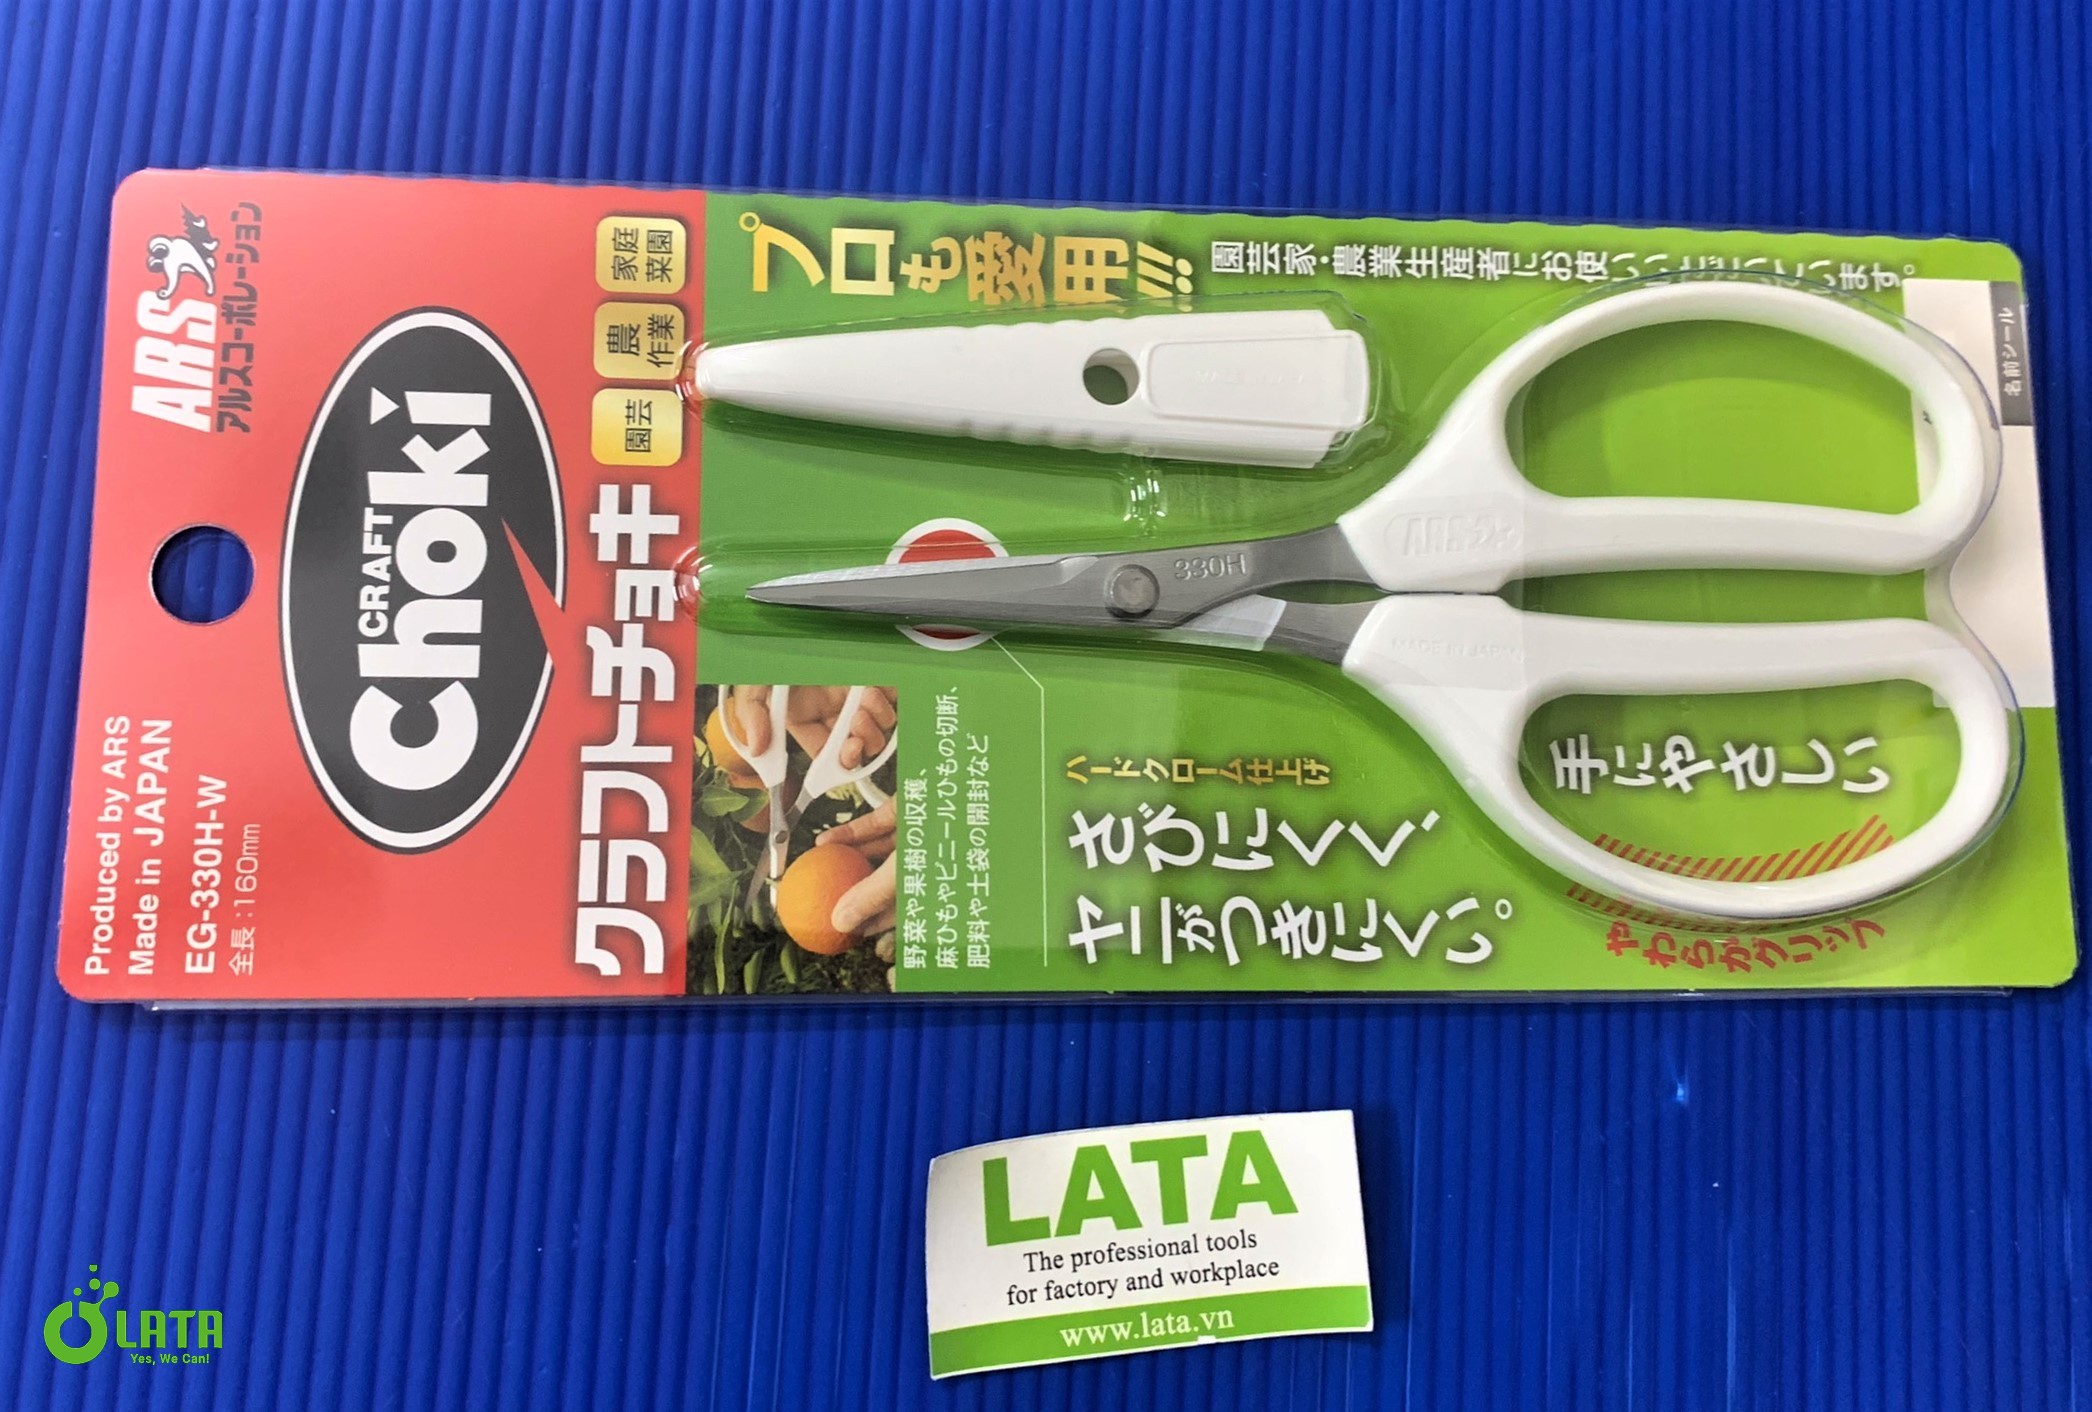 ARS
アルスコーポレーション
CRAFT
Choki
Produced by ARS
Made in JAPAN
EG-330H-W
全長:160mm
クラフトチョキ
園芸
農作業
家庭菜園
プロも愛用!!!
園芸家・農業生産者にお使い
います。
330H
ARS
MADE IN JAPAN
野菜や果樹の収穫、
麻ひもやビニールひもの切断、
肥料や土袋の開封など
ハードクローム仕上げ
さびにくく、
ヤニがつきにくい。
手にやさしい
やわらかグリップ
名前シール
LATA
The professional tools
for factory and workplace
www.lata.vn
LATA
Yes, We Can!